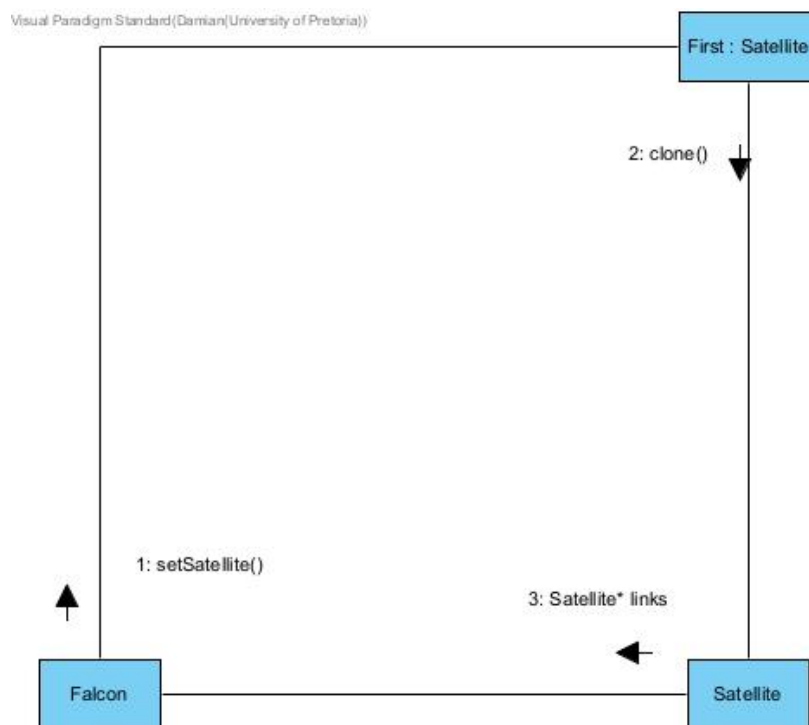 Visual Paradigm Standard(Damian(University of Pretoria))
First : Satellite
2: clone()
1: setSatellite()
3: Satellite* links
Falcon
Satellite